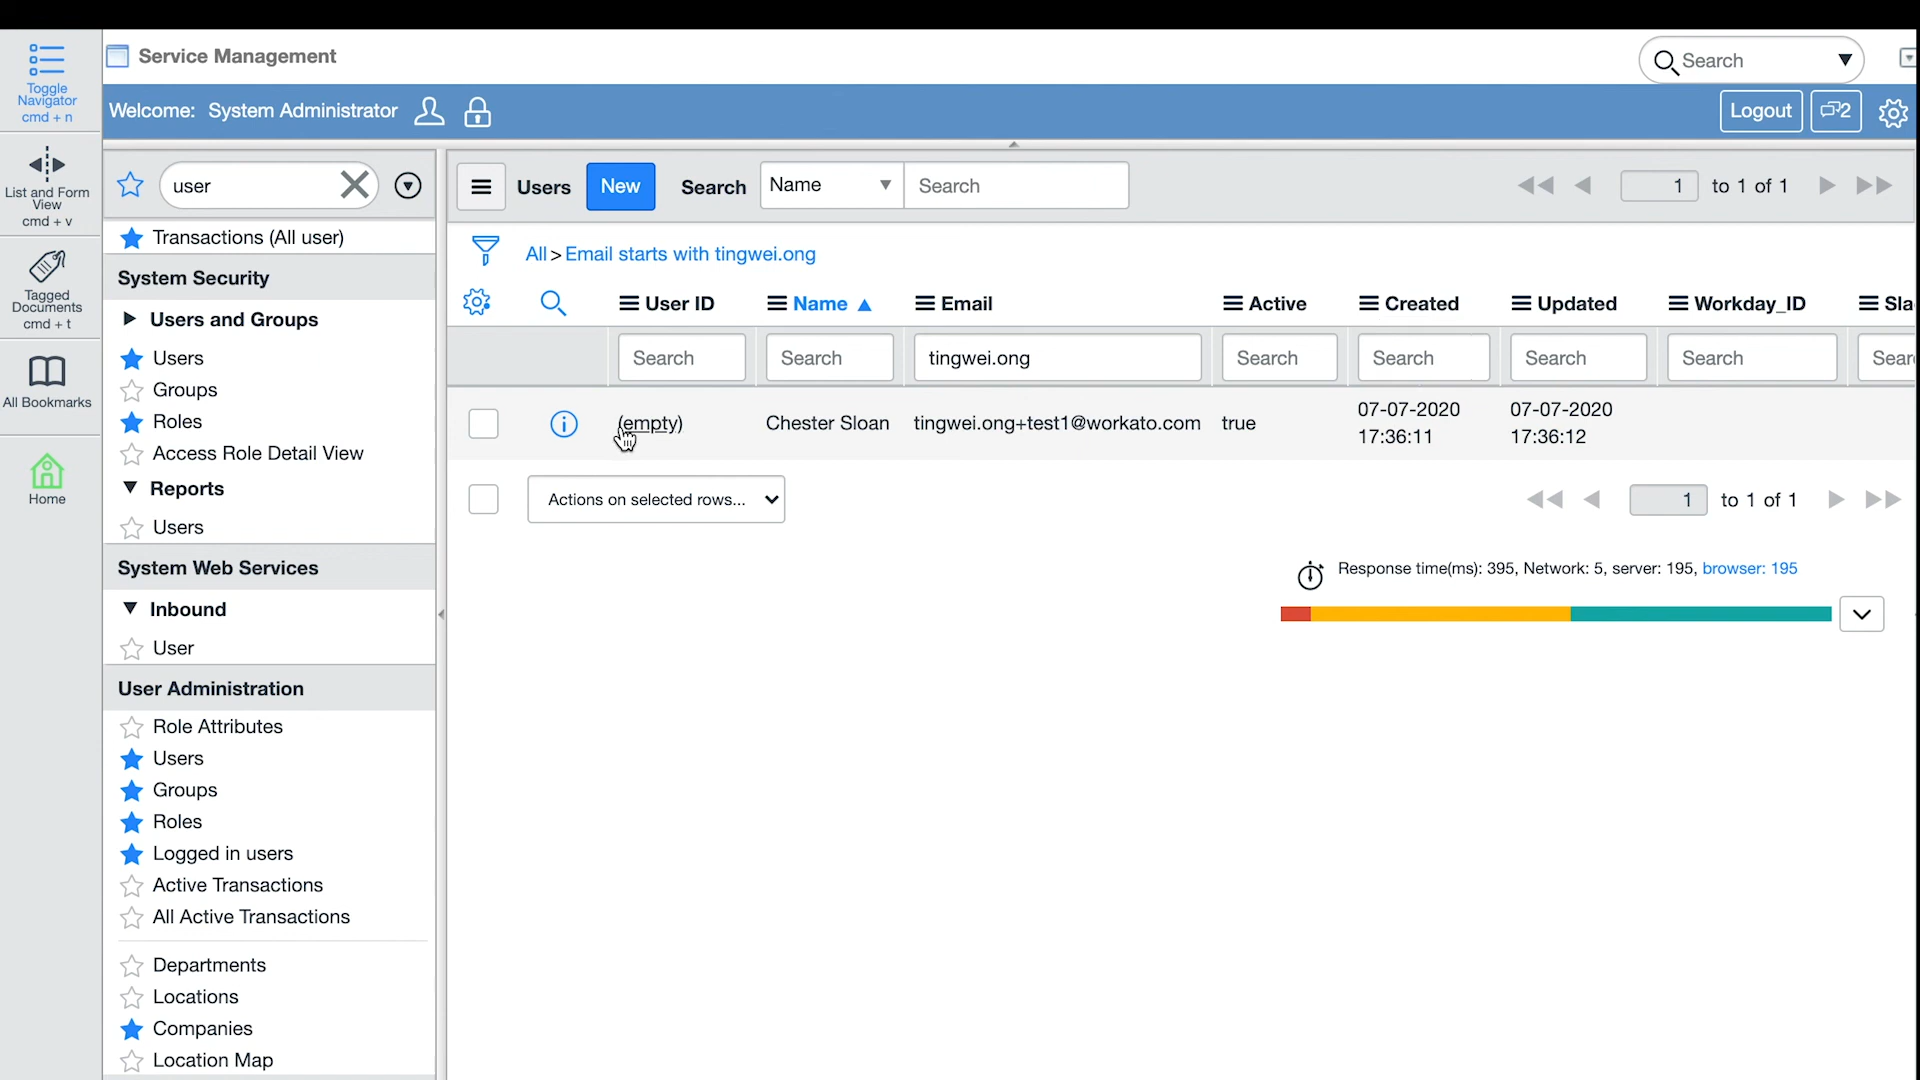 Service Management
Search
Toggle
Navigator
cmd + n
List and Form
View
cmd + v
Tagged
Documents
cmd + t
All Bookmarks
Home
Welcome: System Administrator
Logout
2
user
Transactions (All user)
System Security
Users and Groups
Users
Groups
Roles
Access Role Detail View
Reports
Users
System Web Services
Inbound
User
User Administration
Role Attributes
Users
Groups
Roles
Logged in users
Active Transactions
All Active Transactions
Departments
Locations
Companies
Location Map
Users New Search Name Search 1 to 1 of 1
All > Email starts with tingwei.ong
User ID Name Email Active Created Updated Workday_ID Sla
Search Search tingwei.ong Search Search Search Search Sear
(empty) Chester Sloan tingwei.ong+test1@workato.com true 07-07-2020 07-07-2020
17:36:11 17:36:12
Actions on selected rows... 1 to 1 of 1
Response time(ms): 395, Network: 5, server: 195, browser: 195